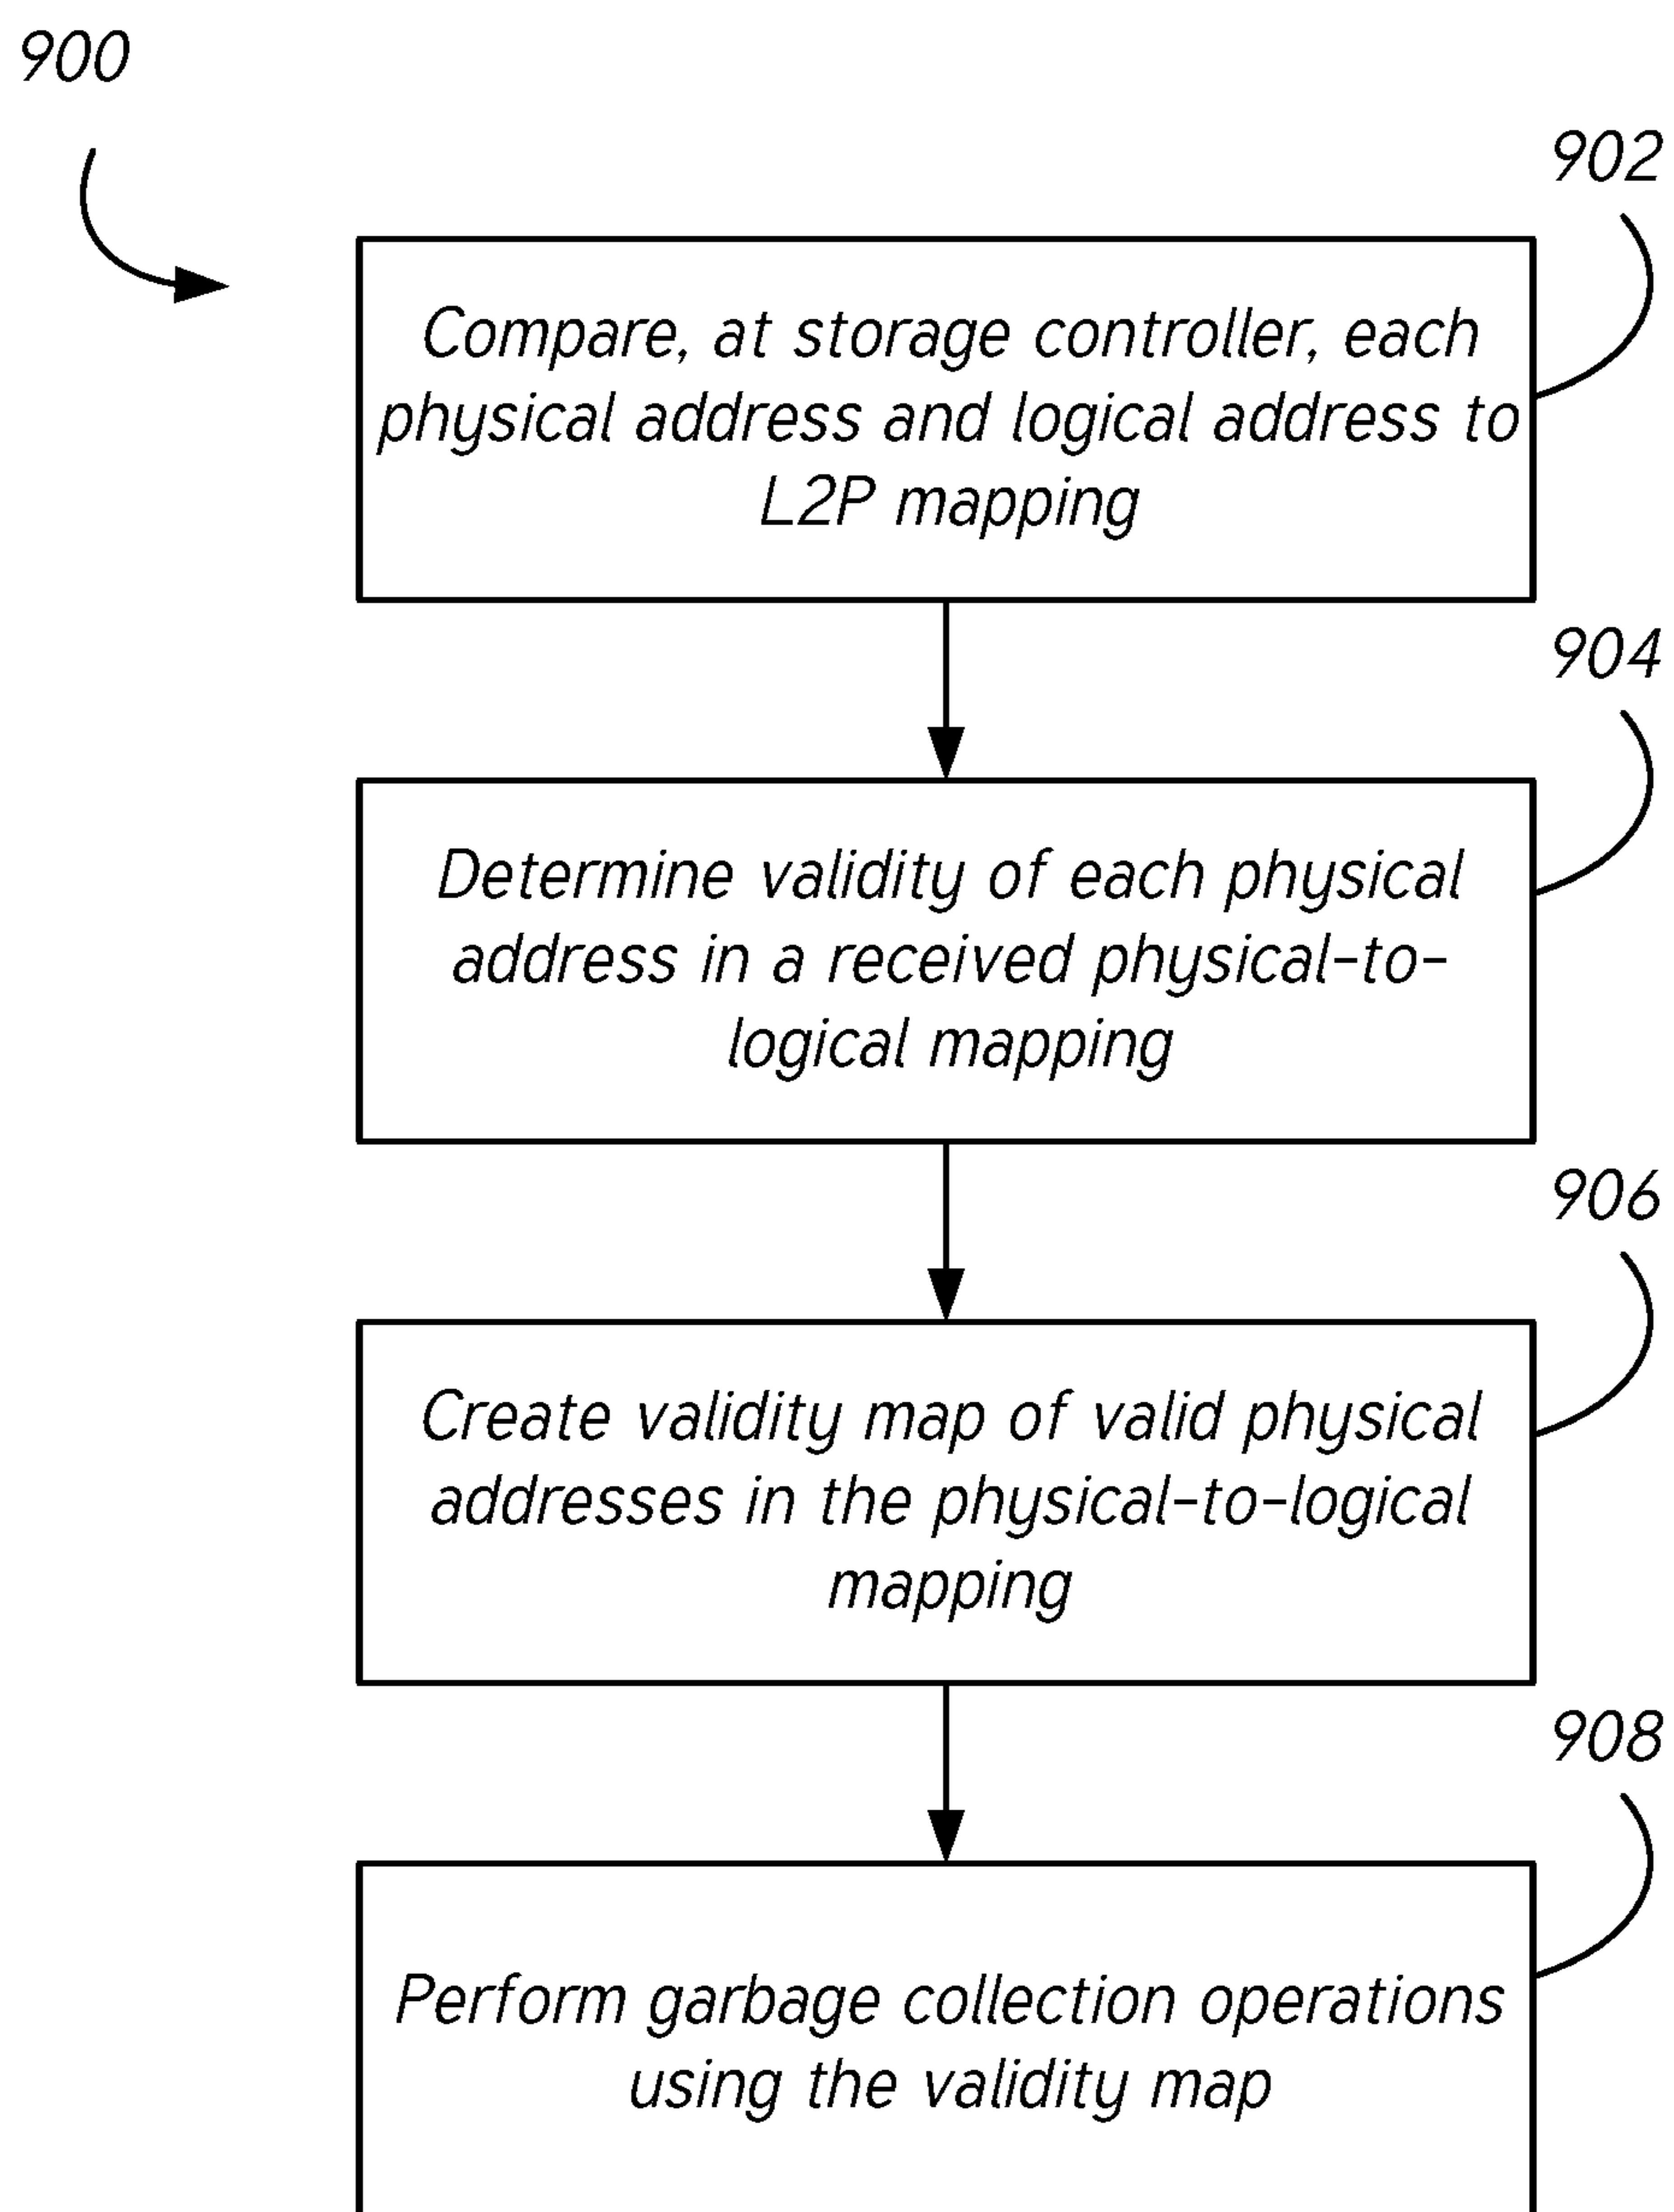 900
902
Compare, at storage controller, each
physical address and logical address to
L2P mapping
904
Determine validity of each physical
address in a received physical-to-
logical mapping
906
Create validity map of valid physical
addresses in the physical-to-logical
mapping
908
Perform garbage collection operations
using the validity map